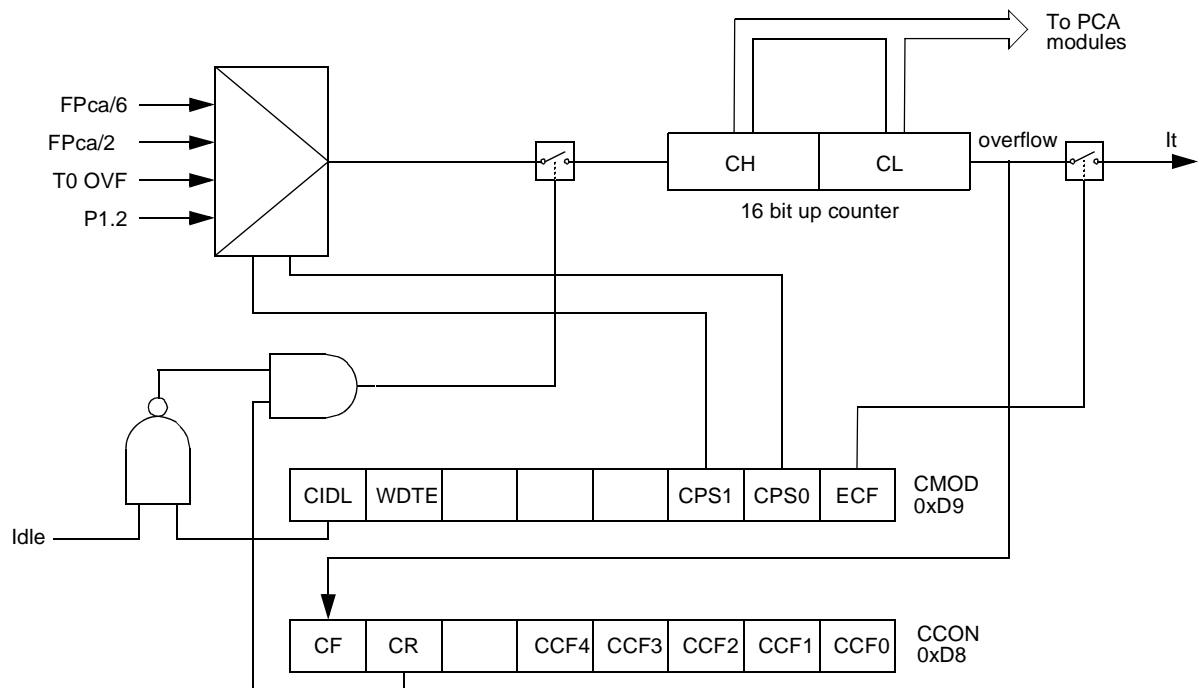 To PCA
modules
FPca/6
FPca/2
T0 OVF
P1.2
overflow
It
CH
CL
16 bit up counter
CIDL WDTE CPS1 CPS0 ECF
CMOD
0xD9
Idle
CF CR CCF4 CCF3 CCF2 CCF1 CCF0
CCON
0xD8